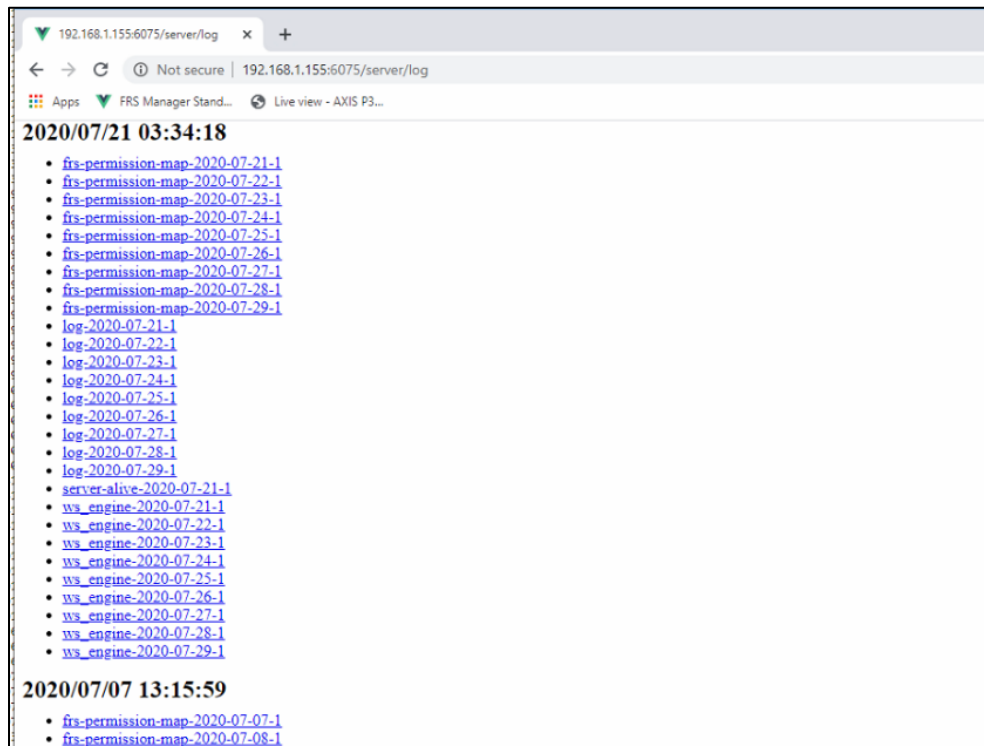 192.168.1.155:6075/server/log
Not secure | 192.168.1.155:6075/server/log
Apps FRS Manager Stand... Live view - AXIS P3...
2020/07/21 03:34:18
frs-permission-map-2020-07-21-1
frs-permission-map-2020-07-22-1
frs-permission-map-2020-07-23-1
frs-permission-map-2020-07-24-1
frs-permission-map-2020-07-25-1
frs-permission-map-2020-07-26-1
frs-permission-map-2020-07-27-1
frs-permission-map-2020-07-28-1
frs-permission-map-2020-07-29-1
log-2020-07-21-1
log-2020-07-22-1
log-2020-07-23-1
log-2020-07-24-1
log-2020-07-25-1
log-2020-07-26-1
log-2020-07-27-1
log-2020-07-28-1
log-2020-07-29-1
server-alive-2020-07-21-1
ws_engine-2020-07-21-1
ws_engine-2020-07-22-1
ws_engine-2020-07-23-1
ws_engine-2020-07-24-1
ws_engine-2020-07-25-1
ws_engine-2020-07-26-1
ws_engine-2020-07-27-1
ws_engine-2020-07-28-1
ws_engine-2020-07-29-1
2020/07/07 13:15:59
frs-permission-map-2020-07-07-1
frs-permission-map-2020-07-08-1